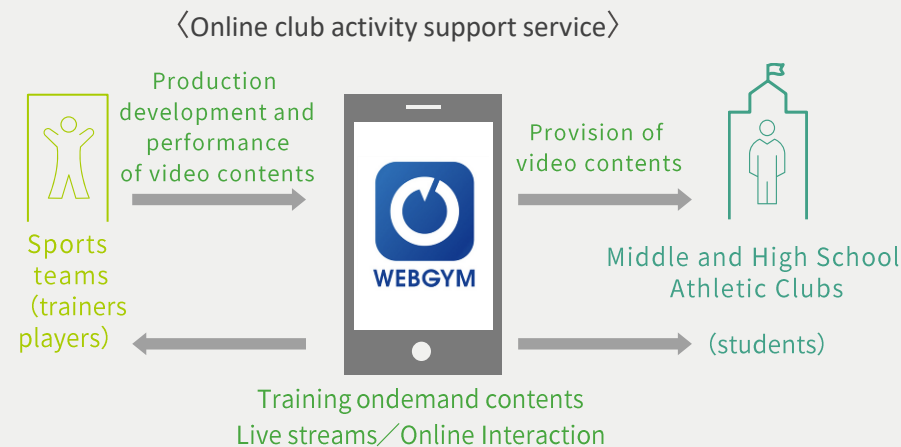 〈Online club activity support service〉
Production
development and
performance
of video contents
Provision of
video contents
WEBGYM
Sports
teams
（trainers
players）
Middle and High School
Athletic Clubs
（students）
Training ondemand contents
Live streams／Online Interaction